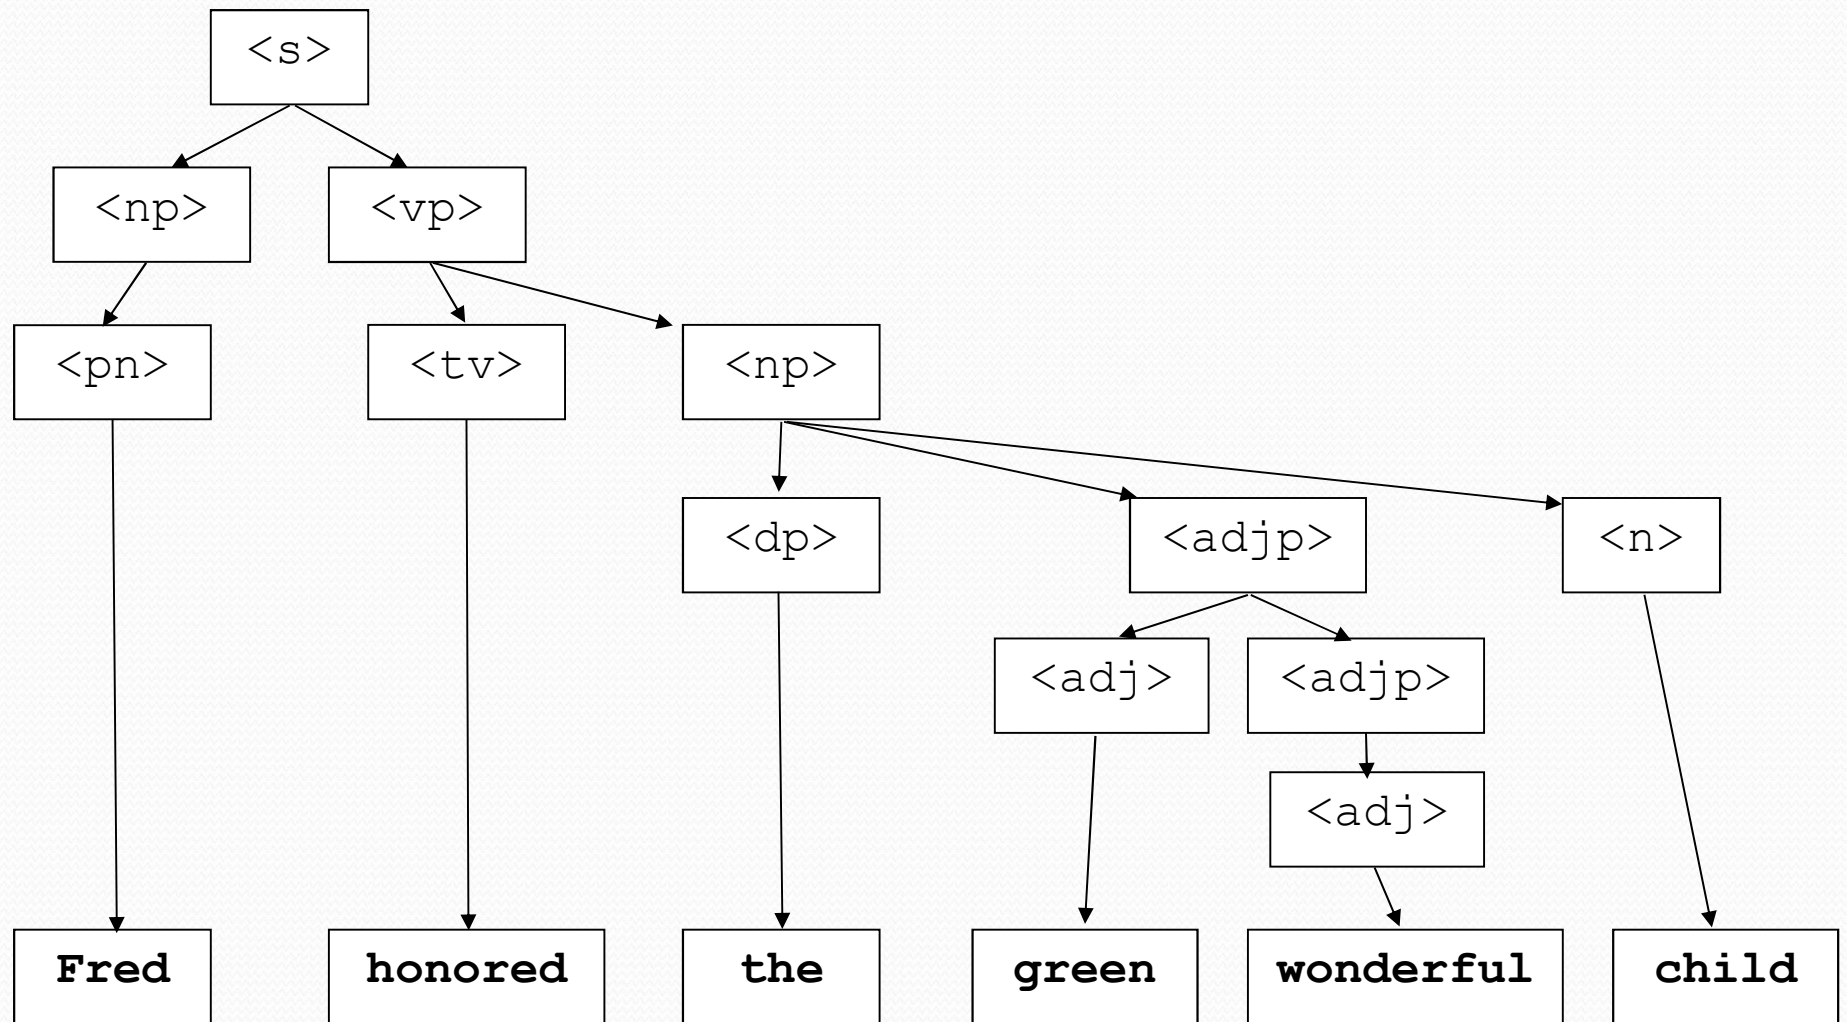 <s>
<np> <vp>
<pn> <tv> <np>
<dp> <adjp> <n>
<adj> <adjp>
<adj>
Fred honored the green wonderful child